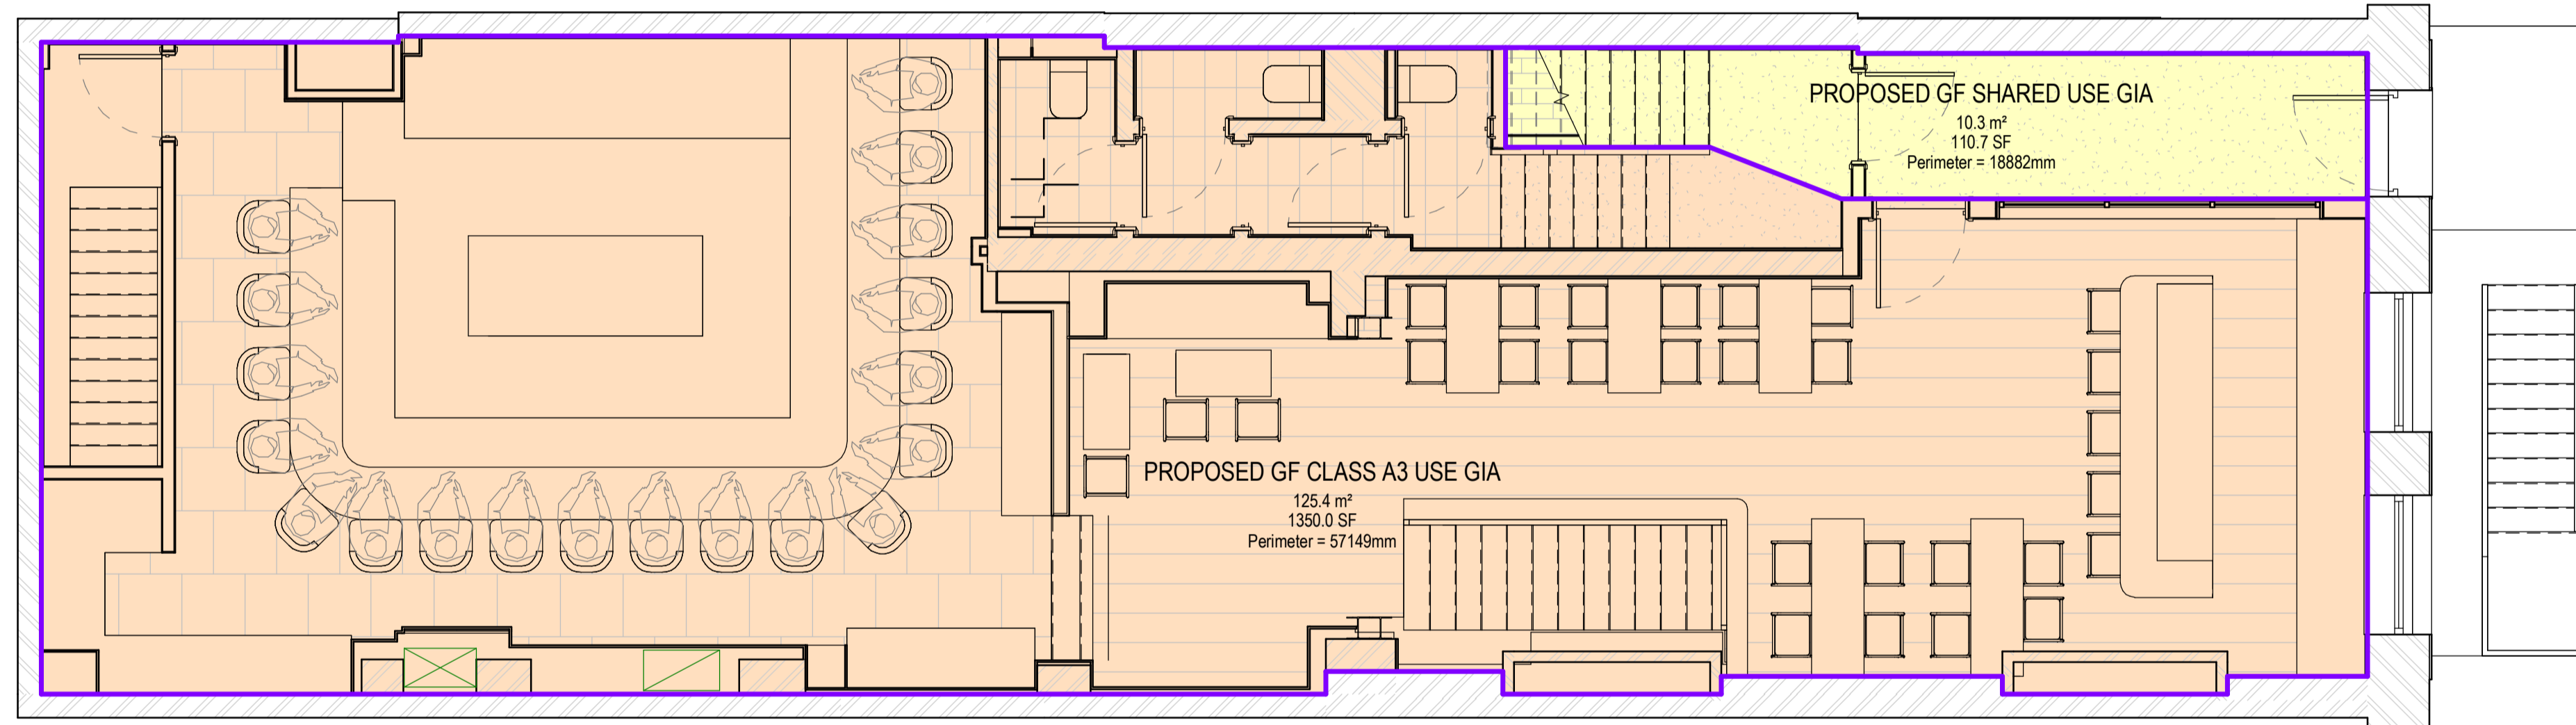 PROPOSED GF SHARED USE GIA
10.3 m²
110.7 SF
Perimeter = 18882mm
PROPOSED GF CLASS A3 USE GIA
125.4 m²
1350.0 SF
Perimeter = 57149mm